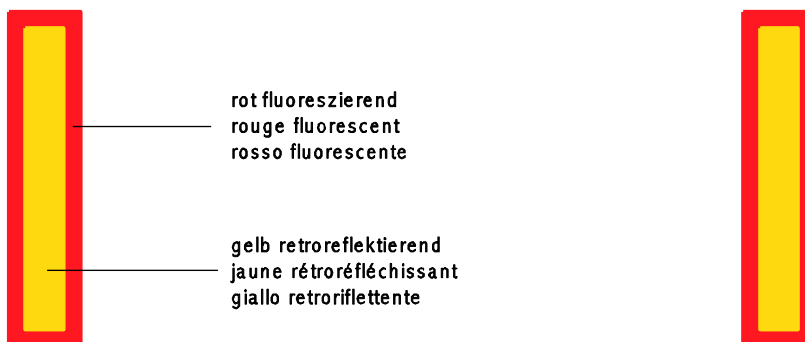 rot fluoreszierend
rouge fluorescent
rosso fluorescente
gelb retroreflektierend
jaune rétroréfléchissant
giallo retroriflettente